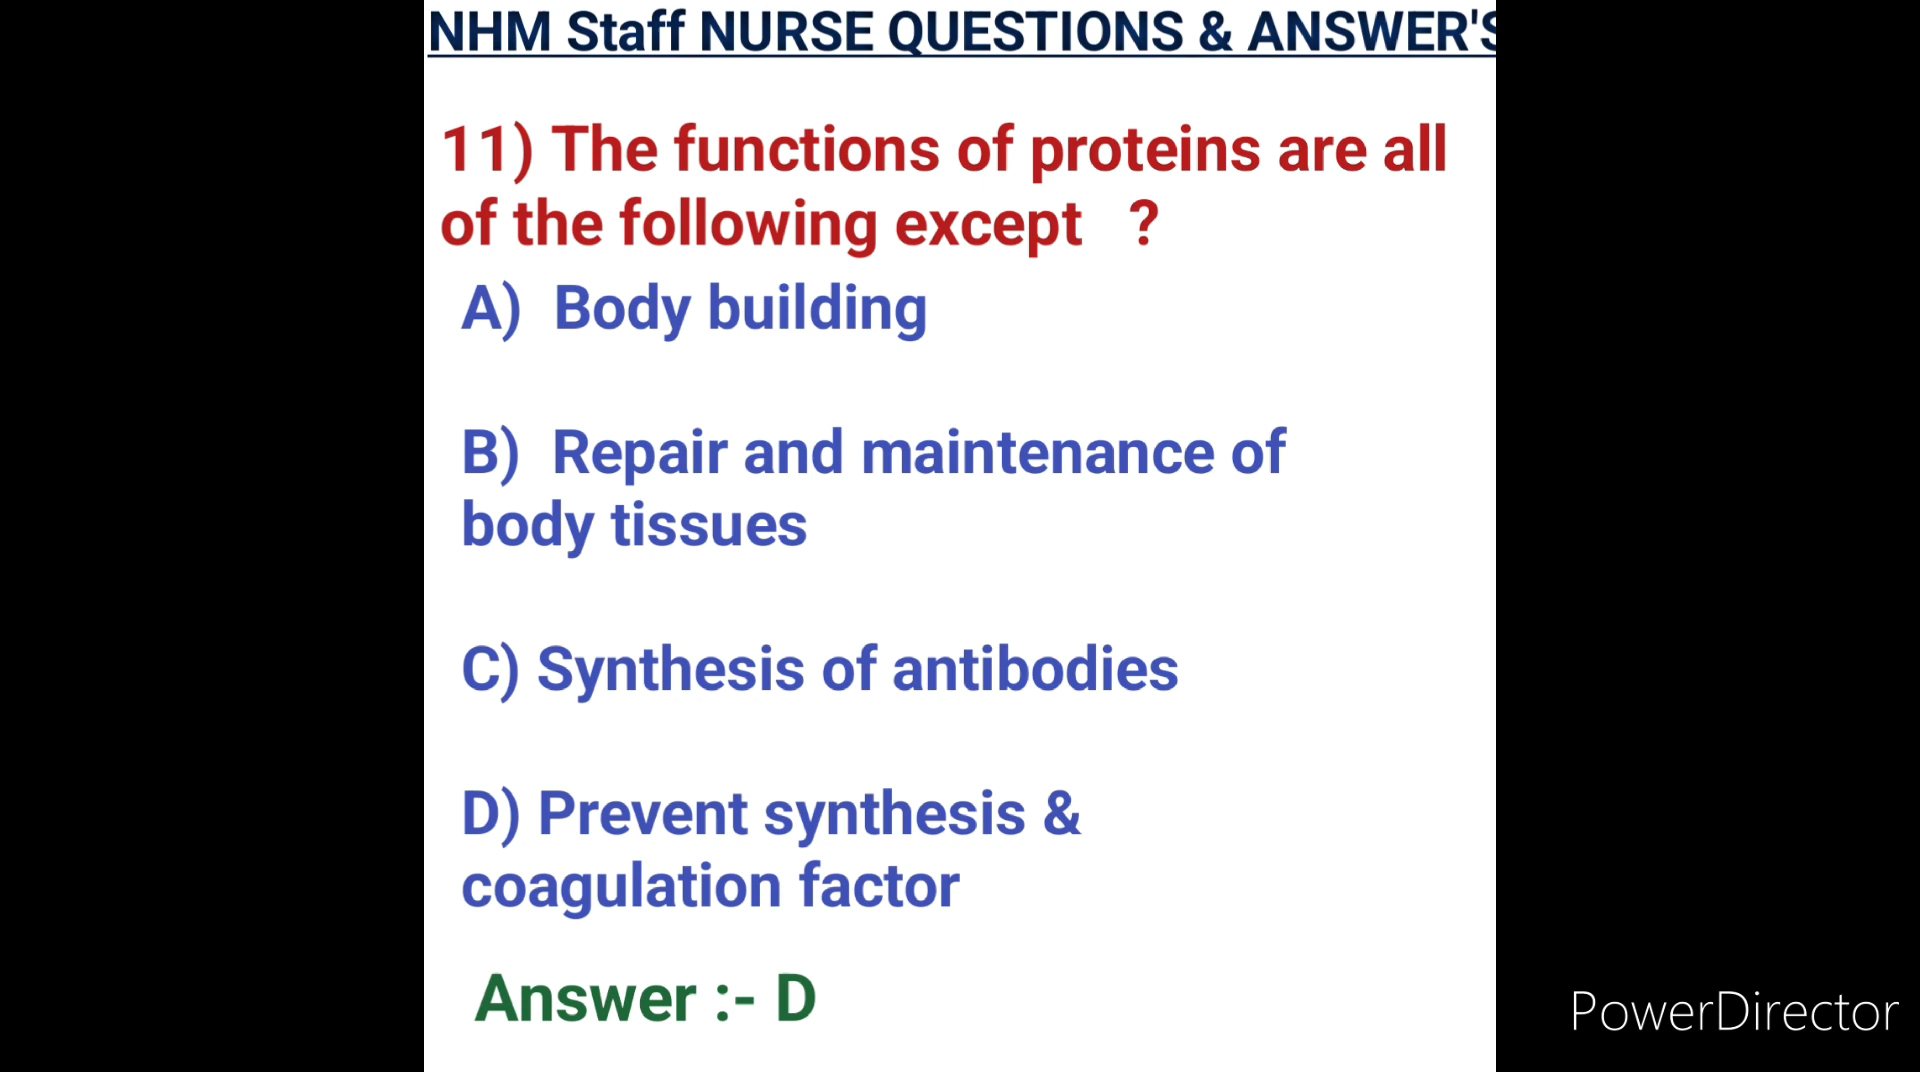 NHM Staff NURSE QUESTIONS & ANSWER'S
11) The functions of proteins are all
of the following except ?
A) Body building
B) Repair and maintenance of
body tissues
C) Synthesis of antibodies
D) Prevent synthesis &
coagulation factor
Answer :- D
PowerDirector